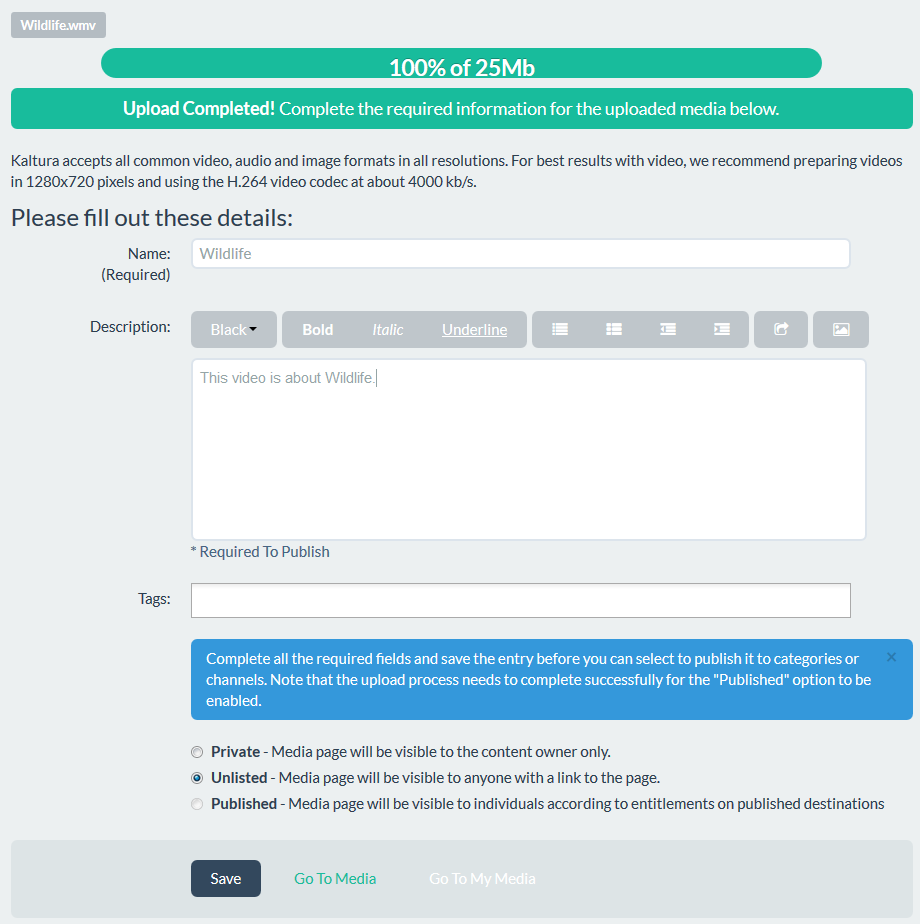 Wildlife.wmv
100% of 25Mb
Upload Completed! Complete the required information for the uploaded media below.
Kaltura accepts all common video, audio and image formats in all resolutions. For best results with video, we recommend preparing videos
in 1280x720 pixels and using the H.264 video codec at about 4000 kb/s.
Please fill out these details:
Name: Wildlife
(Required)
Description: Black Bold Italic Underline
This video is about Wildlife.
* Required To Publish
Tags:
Complete all the required fields and save the entry before you can select to publish it to categories or ×
channels. Note that the upload process needs to complete successfully for the "Published" option to be
enabled.
Private - Media page will be visible to the content owner only.
Unlisted - Media page will be visible to anyone with a link to the page.
Published - Media page will be visible to individuals according to entitlements on published destinations
Save Go To Media Go To My Media